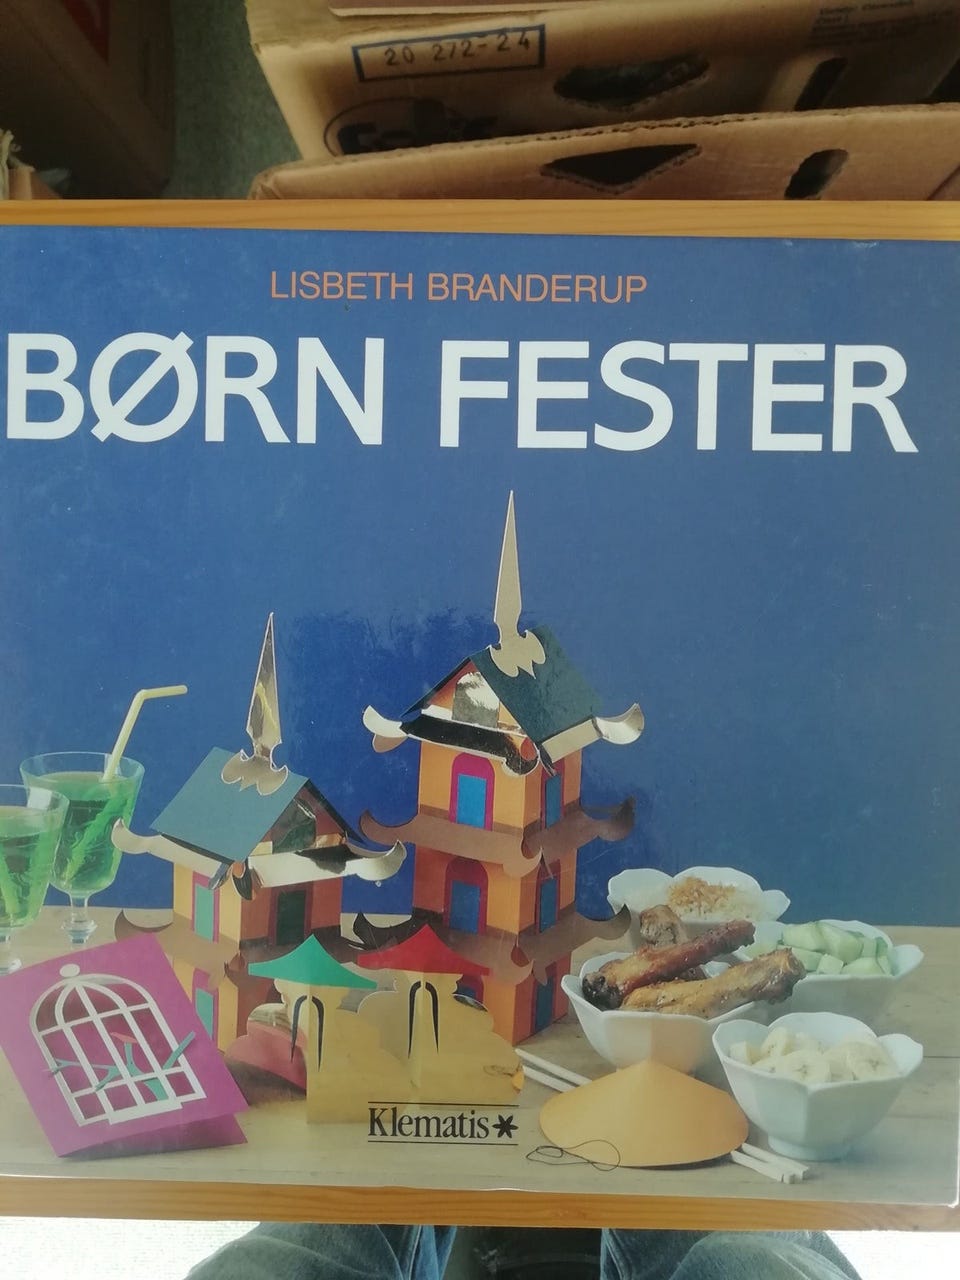 20 272-24
LISBETH BRANDERUP
BØRN FESTER
Klematis